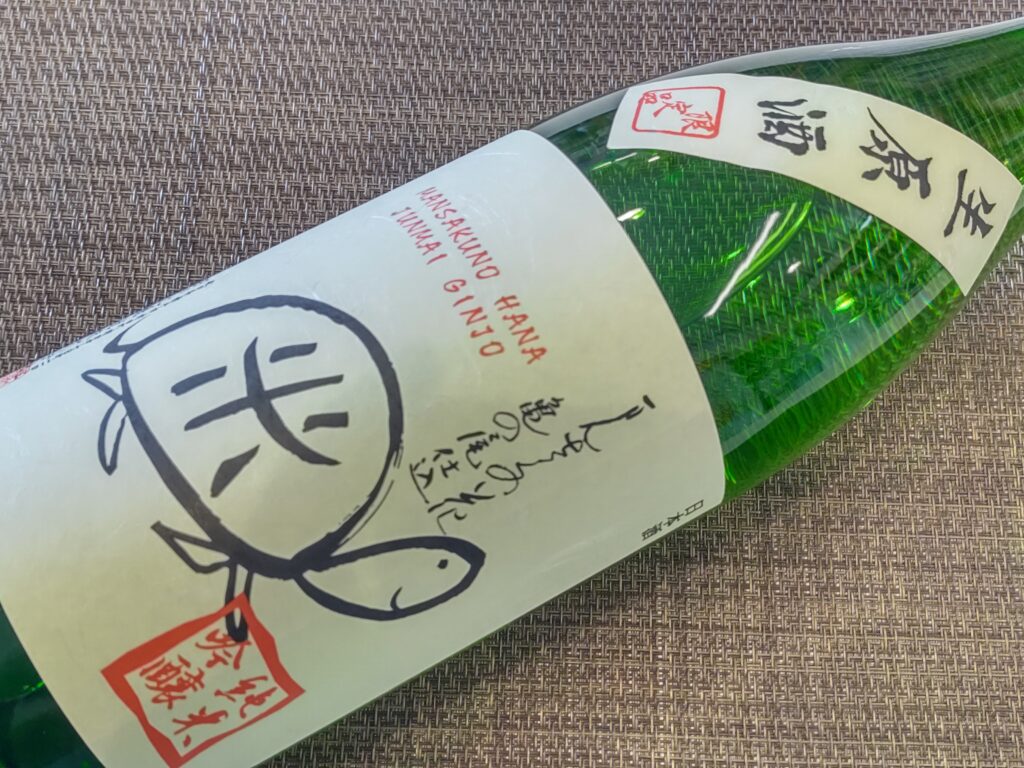 生原酒
限定品
MANSAKUNO HANA
JUNMAI GINJO
まんさくの花
亀の尾仕込
日本酒
米
純米
吟醸